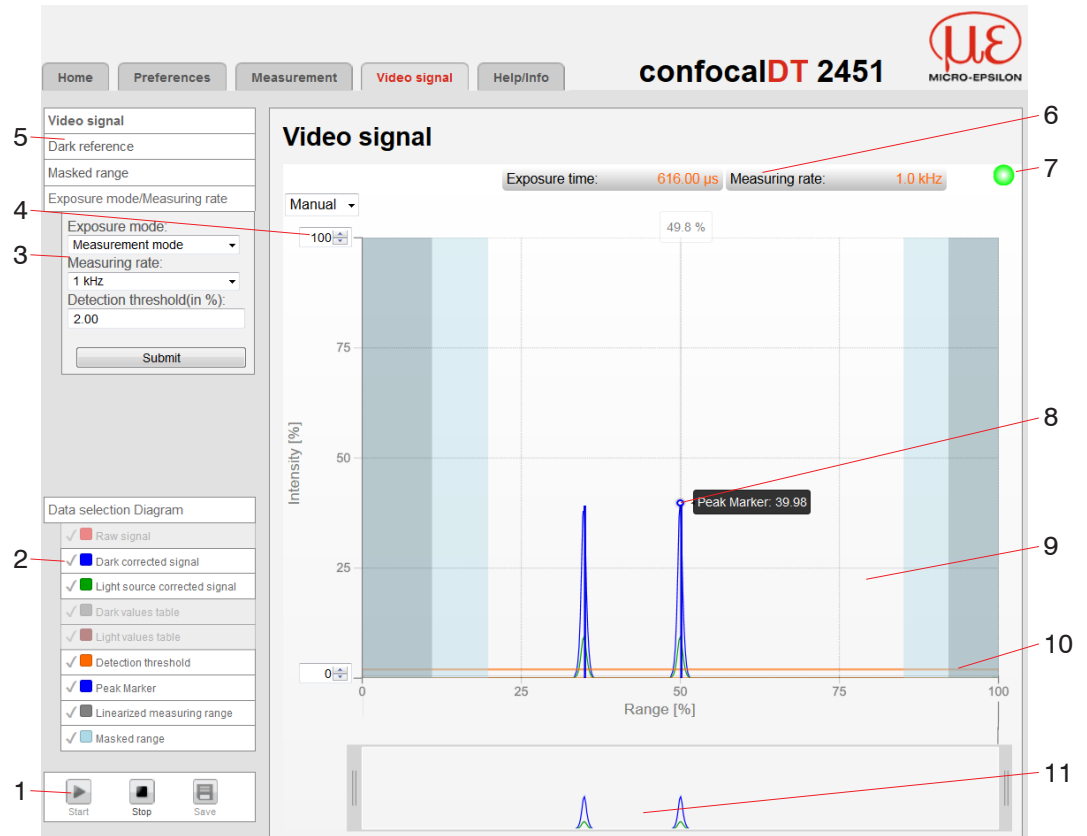 με
MICRO-EPSILON
confocalDT 2451
Home
Preferences
Measurement
Video signal
Help/Info
Video signal
Dark reference
Masked range
Exposure mode/Measuring rate
Exposure mode:
Measurement mode
Measuring rate:
1 kHz
Detection threshold(in %):
2.00
Submit
Data selection Diagram
Raw signal
Dark corrected signal
Light source corrected signal
Dark values table
Light values table
Detection threshold
Peak Marker
Linearized measuring range
Masked range
Start
Stop
Save
Video signal
Exposure time: 616.00 µs
Measuring rate: 1.0 kHz
Manual
100
49.8 %
75
50
25
0
Intensity [%]
Peak Marker: 39.98
0
25
50
75
100
Range [%]
5
4
3
2
1
6
7
8
9
10
11